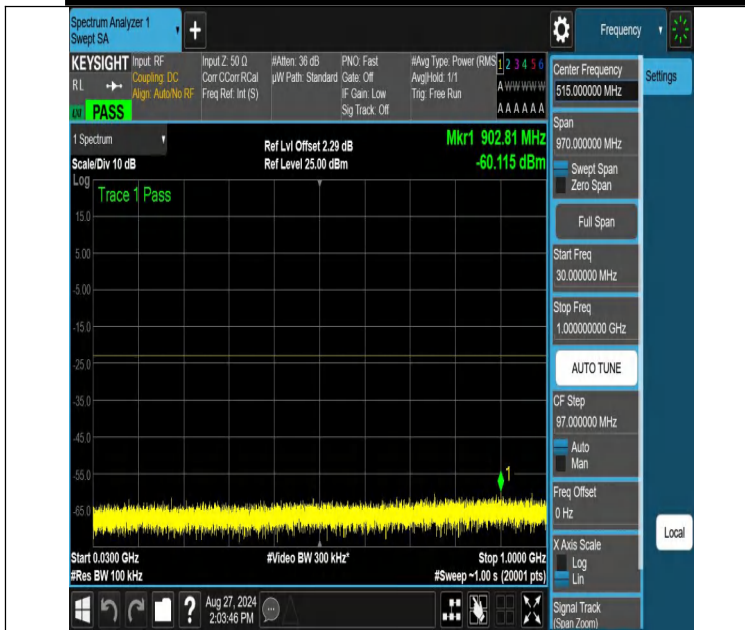 Spectrum Analyzer 1
Swept SA
+
Frequency
KEYSIGHT
RL
PASS
Input: RF
Coupling: DC
Align: Auto/No RF
Input Z: 50 Ω
Corr CCorr RCal
Freq Ref: Int (S)
#Atten: 36 dB
µW Path: Standard
PNO: Fast
Gate: Off
IF Gain: Low
Sig Track: Off
#Avg Type: Power (RMS
Avg|Hold: 1/1
Trig: Free Run
1 2 3 4 5 6
A W W W W W
A A A A A A
Center Frequency
515.000000 MHz
Settings
1 Spectrum
Scale/Div 10 dB
Ref Lvl Offset 2.29 dB
Ref Level 25.00 dBm
Mkr1 902.81 MHz
-60.115 dBm
Span
970.000000 MHz
Swept Span
Zero Span
Full Span
Start Freq
30.000000 MHz
Stop Freq
1.000000000 GHz
AUTO TUNE
CF Step
97.000000 MHz
Auto
Man
Freq Offset
0 Hz
X Axis Scale
Log
Lin
Signal Track
(Span Zoom)
Local
Log
Trace 1 Pass
15.0
5.00
-5.00
-15.0
-25.0
-35.0
-45.0
-55.0
-65.0
1
Start 0.0300 GHz
#Res BW 100 kHz
#Video BW 300 kHz*
Stop 1.0000 GHz
#Sweep ~1.00 s (20001 pts)
?
Aug 27, 2024
2:03:46 PM